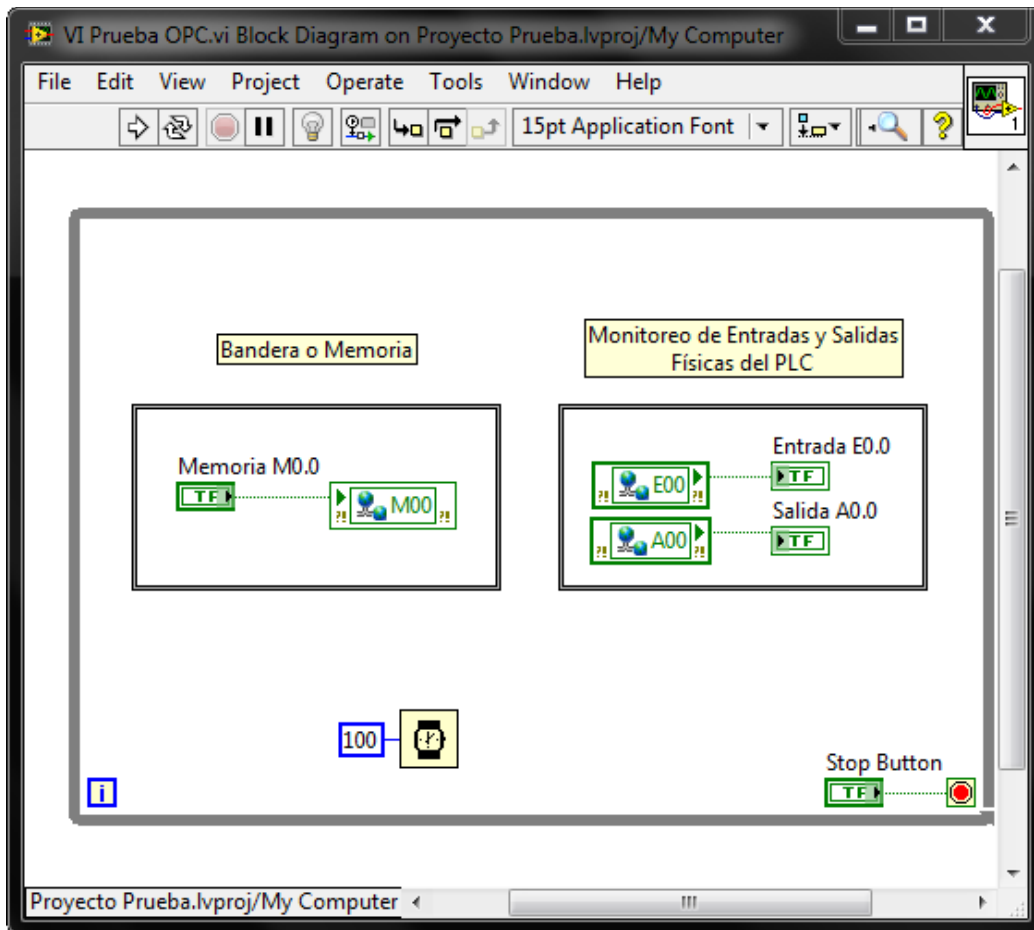 VI Prueba OPC.vi Block Diagram on Proyecto Prueba.lvproj/My Computer
File Edit View Project Operate Tools Window Help
15pt Application Font
1
Bandera o Memoria
Monitoreo de Entradas y Salidas
Físicas del PLC
Memoria M0.0
TF
?! M00 ?!
Entrada E0.0
?! E00 ?!
TF
Salida A0.0
?! A00 ?!
TF
100
Stop Button
i
TF
Proyecto Prueba.lvproj/My Computer